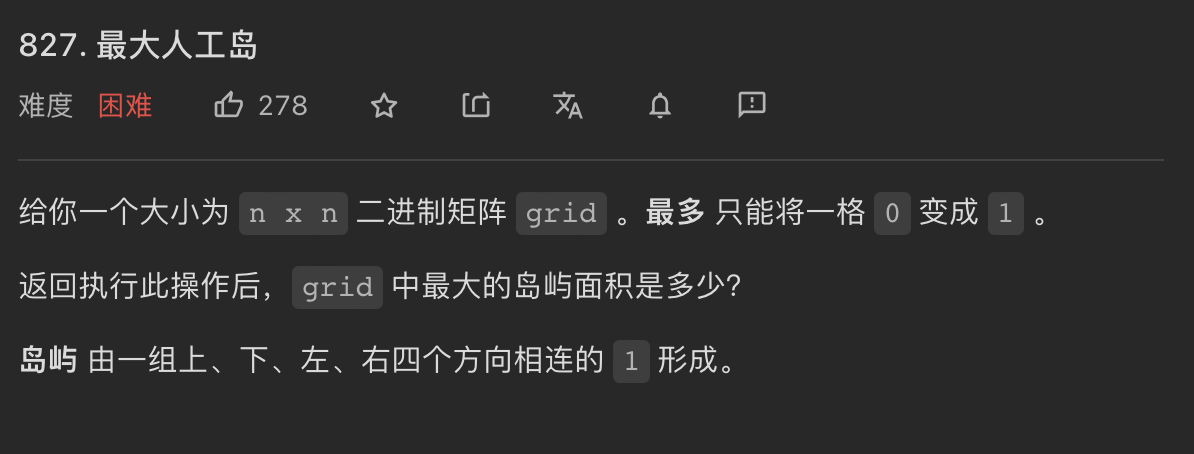 827. 最大人工岛
难度 困难 278
给你一个大小为 n x n 二进制矩阵 grid 。最多 只能将一格 0 变成 1 。
返回执行此操作后，grid 中最大的岛屿面积是多少？
岛屿 由一组上、下、左、右四个方向相连的 1 形成。